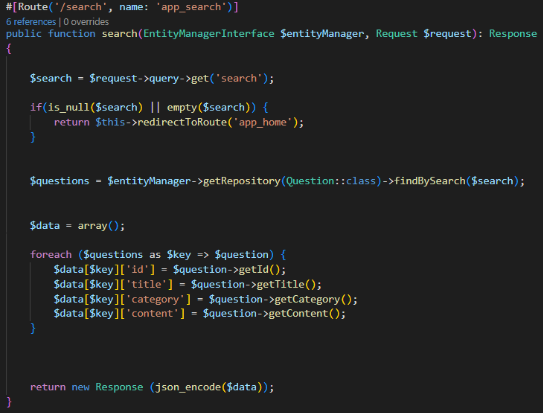 #[Route('/search', name: 'app_search')]
6 references | 0 overrides
public function search(EntityManagerInterface $entityManager, Request $request): Response
{
$search = $request->query->get('search');
if(is_null($search) || empty($search)) {
return $this->redirectToRoute('app_home');
}
$questions = $entityManager->getRepository(Question::class)->findBySearch($search);
$data = array();
foreach ($questions as $key => $question) {
$data[$key]['id'] = $question->getId();
$data[$key]['title'] = $question->getTitle();
$data[$key]['category'] = $question->getCategory();
$data[$key]['content'] = $question->getContent();
}
return new Response (json_encode($data));
}